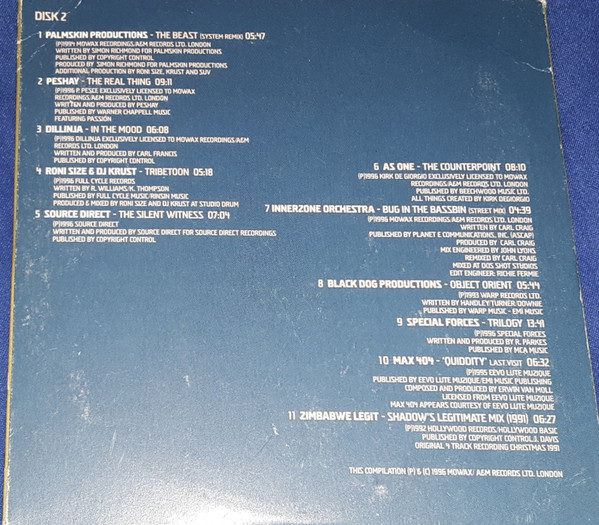 DISK 2
1 PALMSKIN PRODUCTIONS - THE BEAST (SYSTEM REMIX) 05:47
(P)1994 MOWAX RECORDINGS/A&M RECORDS LTD. LONDON
WRITTEN BY SIMON RICHMOND FOR PALMSKIN PRODUCTIONS
PUBLISHED BY COPYRIGHT CONTROL
PRODUCED BY SIMON RICHMOND FOR PALMSKIN PRODUCTIONS
ADDITIONAL PRODUCTION BY RONI SIZE, KRUST AND SUV
2 PESHAY - THE REAL THING 09:11
(P)1996 P. PESCE EXCLUSIVELY LICENSED TO MOWAX
RECORDINGS/A&M RECORDS LTD. LONDON
WRITTEN AND PRODUCED BY PESHAY
PUBLISHED BY WARNER CHAPPELL MUSIC
FEATURING PASSION
3 DILLINJA - IN THE MOOD 06:08
(P)1996 DILLINJA EXCLUSIVELY LICENSED TO MOWAX RECORDINGS/A&M
RECORDS LTD. LONDON
WRITTEN AND PRODUCED BY CARL FRANCIS
PUBLISHED BY COPYRIGHT CONTROL
4 RONI SIZE & DJ KRUST - TRIBETOON 05:18
(P)1996 FULL CYCLE RECORDS
WRITTEN BY R. WILLIAMS/K. THOMPSON
PUBLISHED BY FULL CYCLE MUSIC/RINSIN MUSIC
PRODUCED & MIXED BY RONI SIZE AND DJ KRUST AT STUDIO DRUM
5 SOURCE DIRECT - THE SILENT WITNESS 07:04
(P)1996 SOURCE DIRECT
WRITTEN AND PRODUCED BY SOURCE DIRECT FOR SOURCE DIRECT RECORDINGS
PUBLISHED BY COPYRIGHT CONTROL
6 AS ONE - THE COUNTERPOINT 08:10
(P)1996 KIRK DE GIORGIO EXCLUSIVELY LICENSED TO MOWAX
RECORDINGS/A&M RECORDS LTD. LONDON
PUBLISHED BY BEECHWOOD MUSIC LTD.
ALL THINGS CREATED BY KIRK DEGIORGIO
7 INNERZONE ORCHESTRA - BUG IN THE BASSBIN (STREET MIX) 04:39
(P)1996 MOWAX RECORDINGS/A&M RECORDS LTD. LONDON
WRITTEN BY CARL CRAIG
PUBLISHED BY PLANET E COMMUNICATIONS, INC. (ASCAP)
PRODUCED BY CARL CRAIG
MIX ENGINEERED BY JOHN LYONS
REMIXED BY CARL CRAIG
MIXED AT DOS SHOT STUDIOS
EDIT ENGINEER: RICHIE FERMIE
8 BLACK DOG PRODUCTIONS - OBJECT ORIENT 05:44
(P)1993 WARP RECORDS LTD.
WRITTEN BY HANDLEY/TURNER/DOWNIE
PUBLISHED BY WARP MUSIC - EMI MUSIC
9 SPECIAL FORCES - TRILOGY 13:41
(P)1996 SPECIAL FORCES
WRITTEN AND PRODUCED BY R. PARKES
PUBLISHED BY MCA MUSIC
10 MAX 404 - 'QUIDDITY' LAST VISIT 06:32
(P)1995 EEVO LUTE MUZIQUE
PUBLISHED BY EEVO LUTE MUZIQUE/EMI MUSIC PUBLISHING
COMPOSED AND PRODUCED BY ERWIN VAN MOLL
LICENSED FROM EEVO LUTE MUZIQUE
MAX 404 APPEARS COURTESY OF EEVO LUTE MUZIQUE
11 ZIMBABWE LEGIT - SHADOW'S LEGITIMATE MIX (1991) 06:27
(P)1992 HOLLYWOOD RECORDS/HOLLYWOOD BASIC
PUBLISHED BY COPYRIGHT CONTROL/J. DAVIS
ORIGINAL 4 TRACK RECORDING CHRISTMAS 1991
THIS COMPILATION (P) & (C) 1996 MOWAX/ A&M RECORDS LTD. LONDON